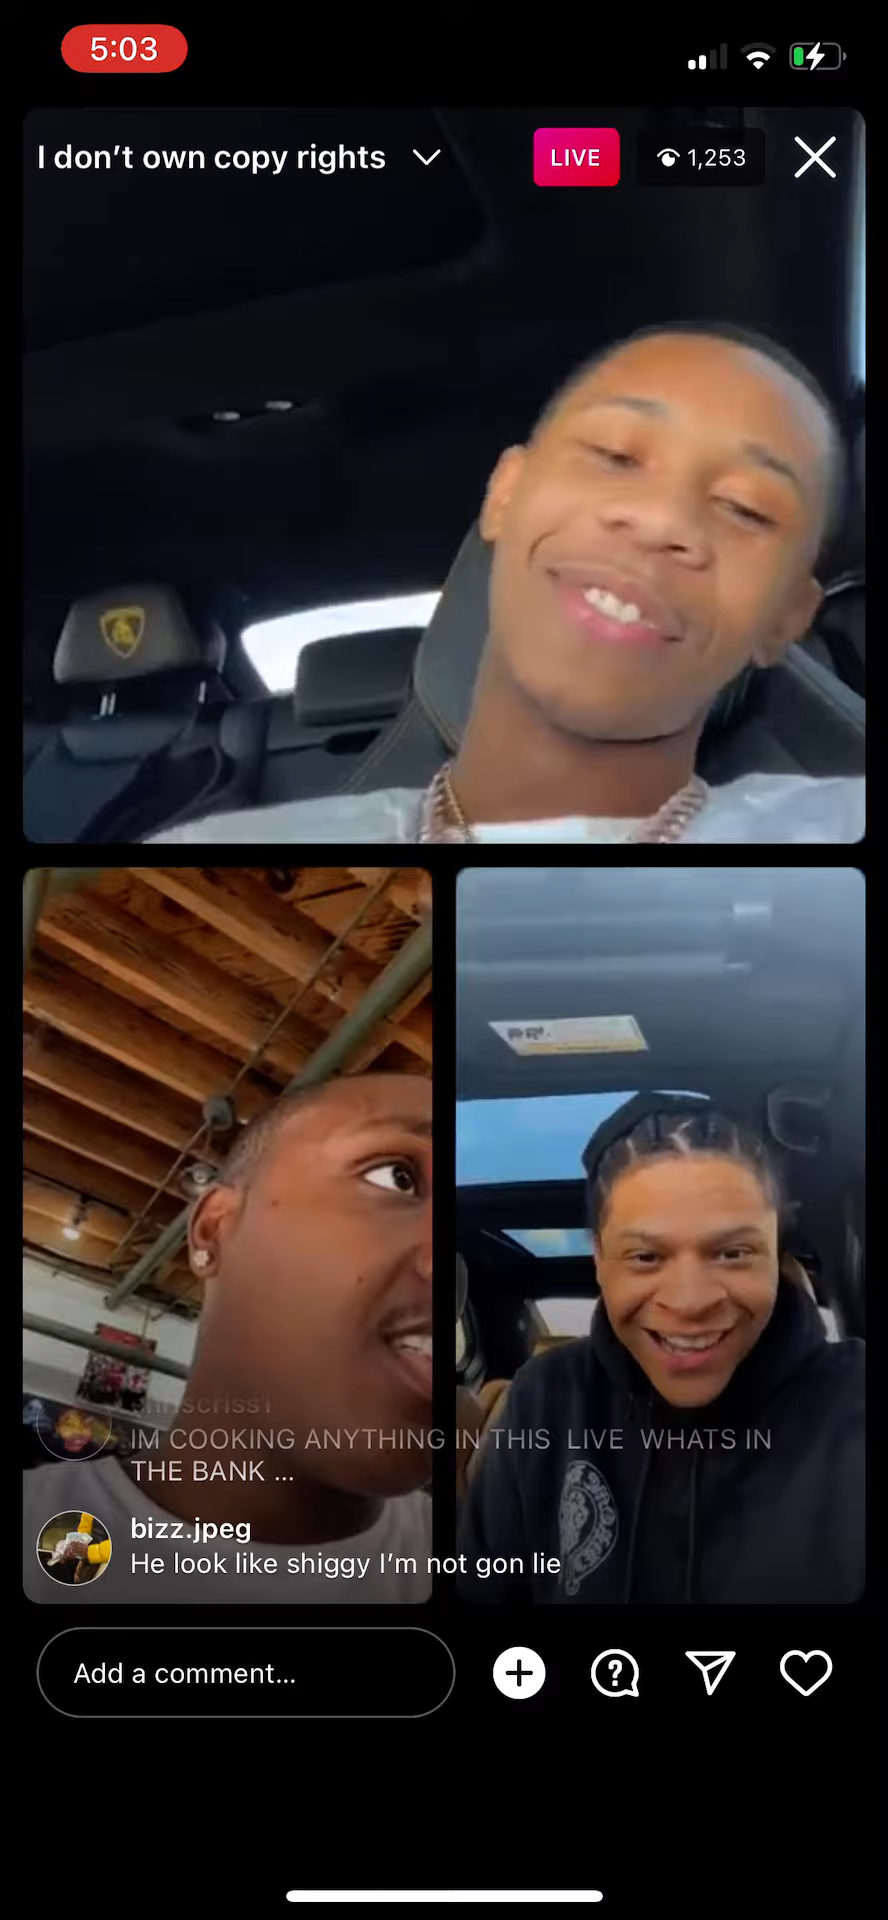 5:03
I don't own copy rights
LIVE
1,253
IM COOKING ANYTHING IN THIS  LIVE  WHATS IN
THE BANK ...
bizz.jpeg
He look like shiggy I'm not gon lie
Add a comment...